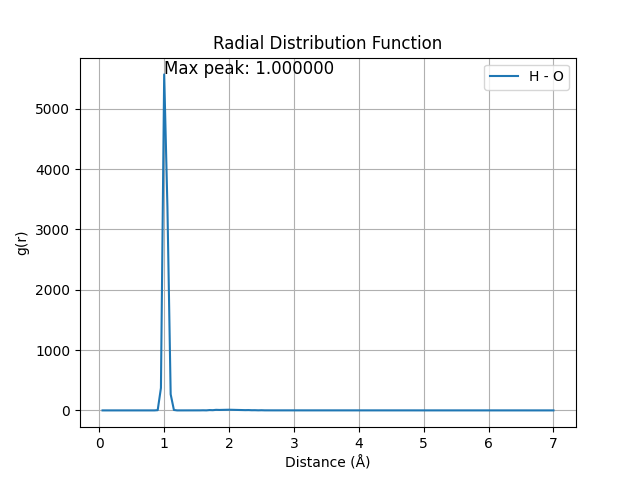 Radial Distribution Function
Max peak: 1.000000
H - O
g(r)
5000
4000
3000
2000
1000
0
0 1 2 3 4 5 6 7
Distance (Å)